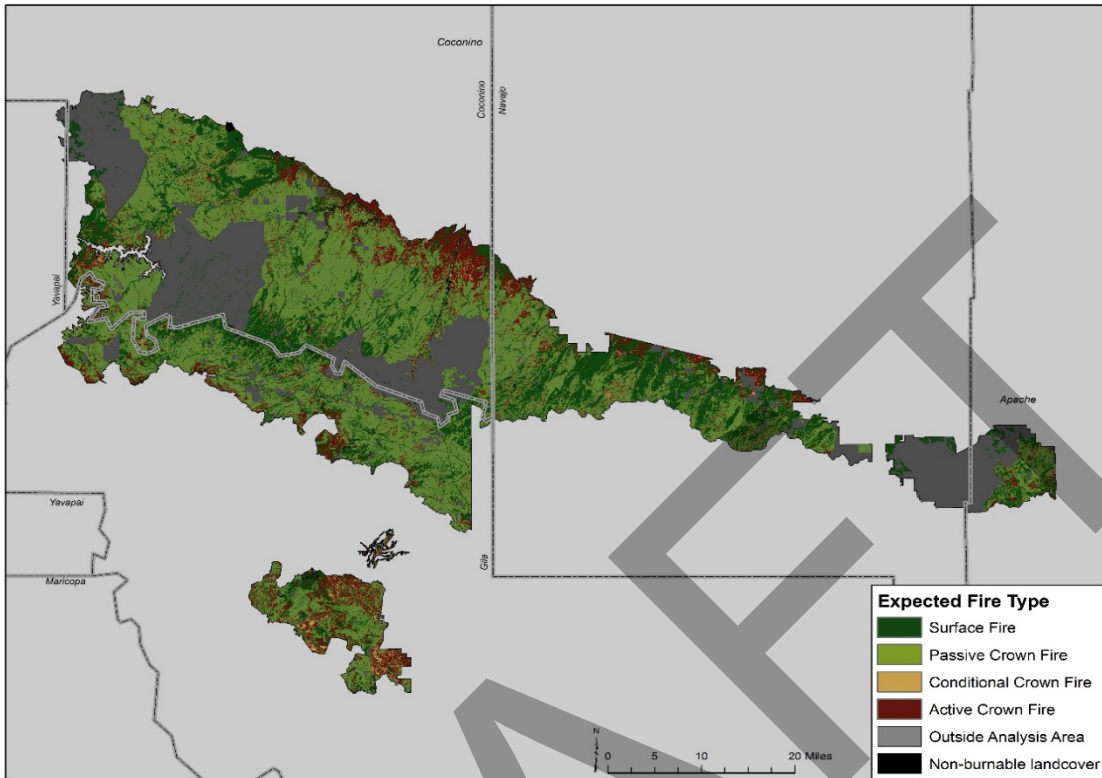 Coconino
Coconino
Navajo
Yavapai
Apache
Yavapai
Maricopa
Gila
Expected Fire Type
Surface Fire
Passive Crown Fire
Conditional Crown Fire
Active Crown Fire
Outside Analysis Area
Non-burnable landcover
N
0 5 10 20 Miles